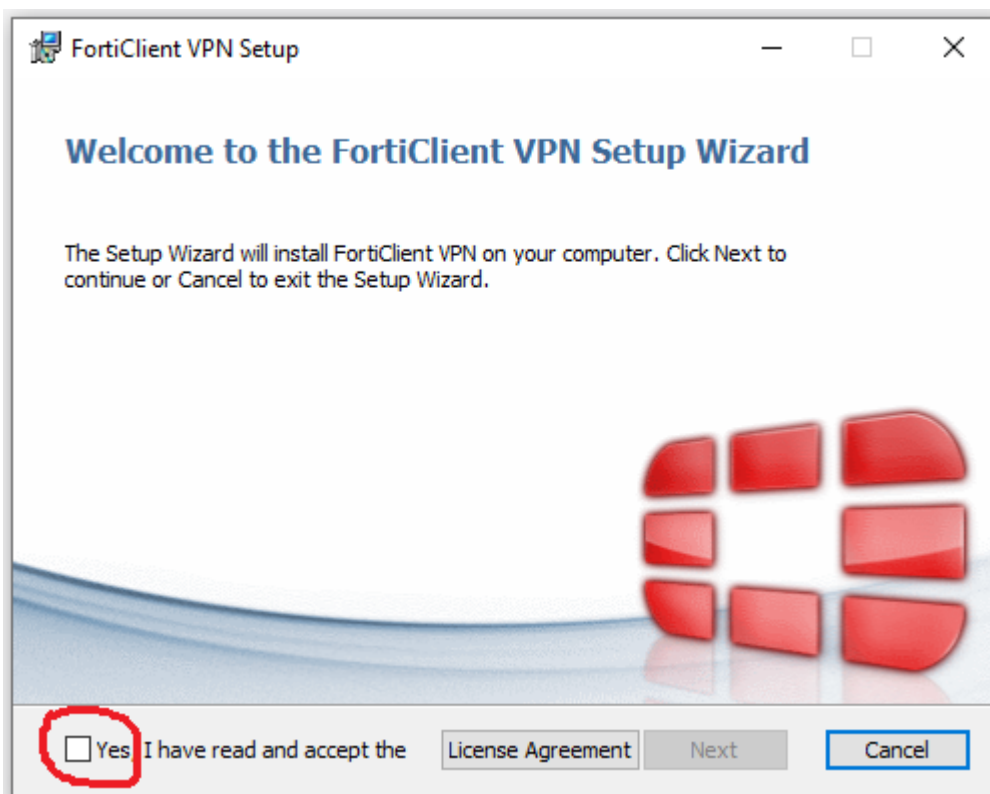 FortiClient VPN Setup
Welcome to the FortiClient VPN Setup Wizard
The Setup Wizard will install FortiClient VPN on your computer. Click Next to
continue or Cancel to exit the Setup Wizard.
Yes, I have read and accept the License Agreement Next Cancel